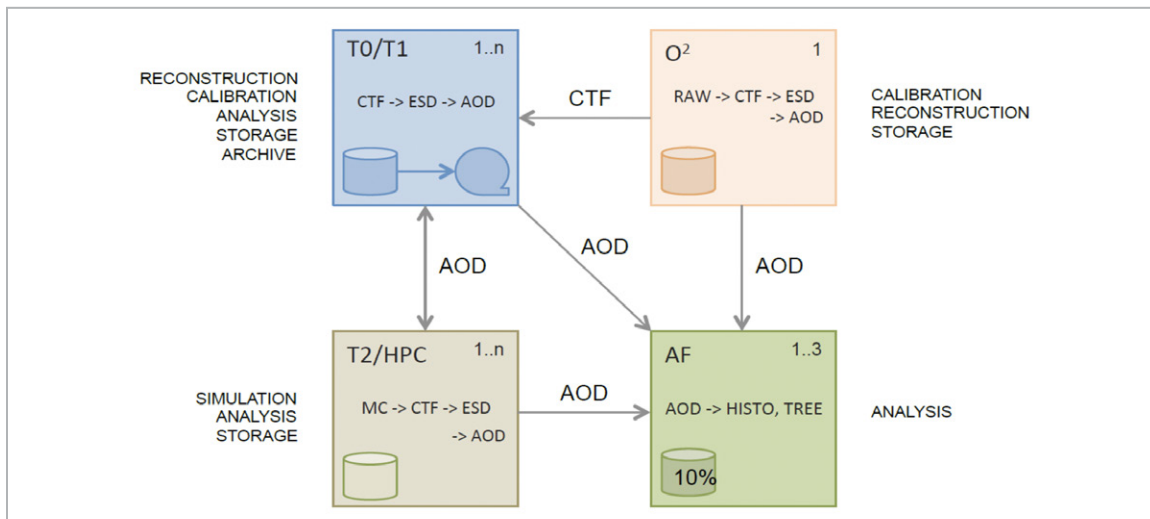 T0/T1 1..n
RECONSTRUCTION
CALIBRATION
ANALYSIS
STORAGE
ARCHIVE
CTF -> ESD -> AOD
CTF
O² 1
RAW -> CTF -> ESD
-> AOD
CALIBRATION
RECONSTRUCTION
STORAGE
AOD
AOD
AOD
T2/HPC 1..n
SIMULATION
ANALYSIS
STORAGE
MC -> CTF -> ESD
-> AOD
AOD
AF 1..3
AOD -> HISTO, TREE
10%
ANALYSIS